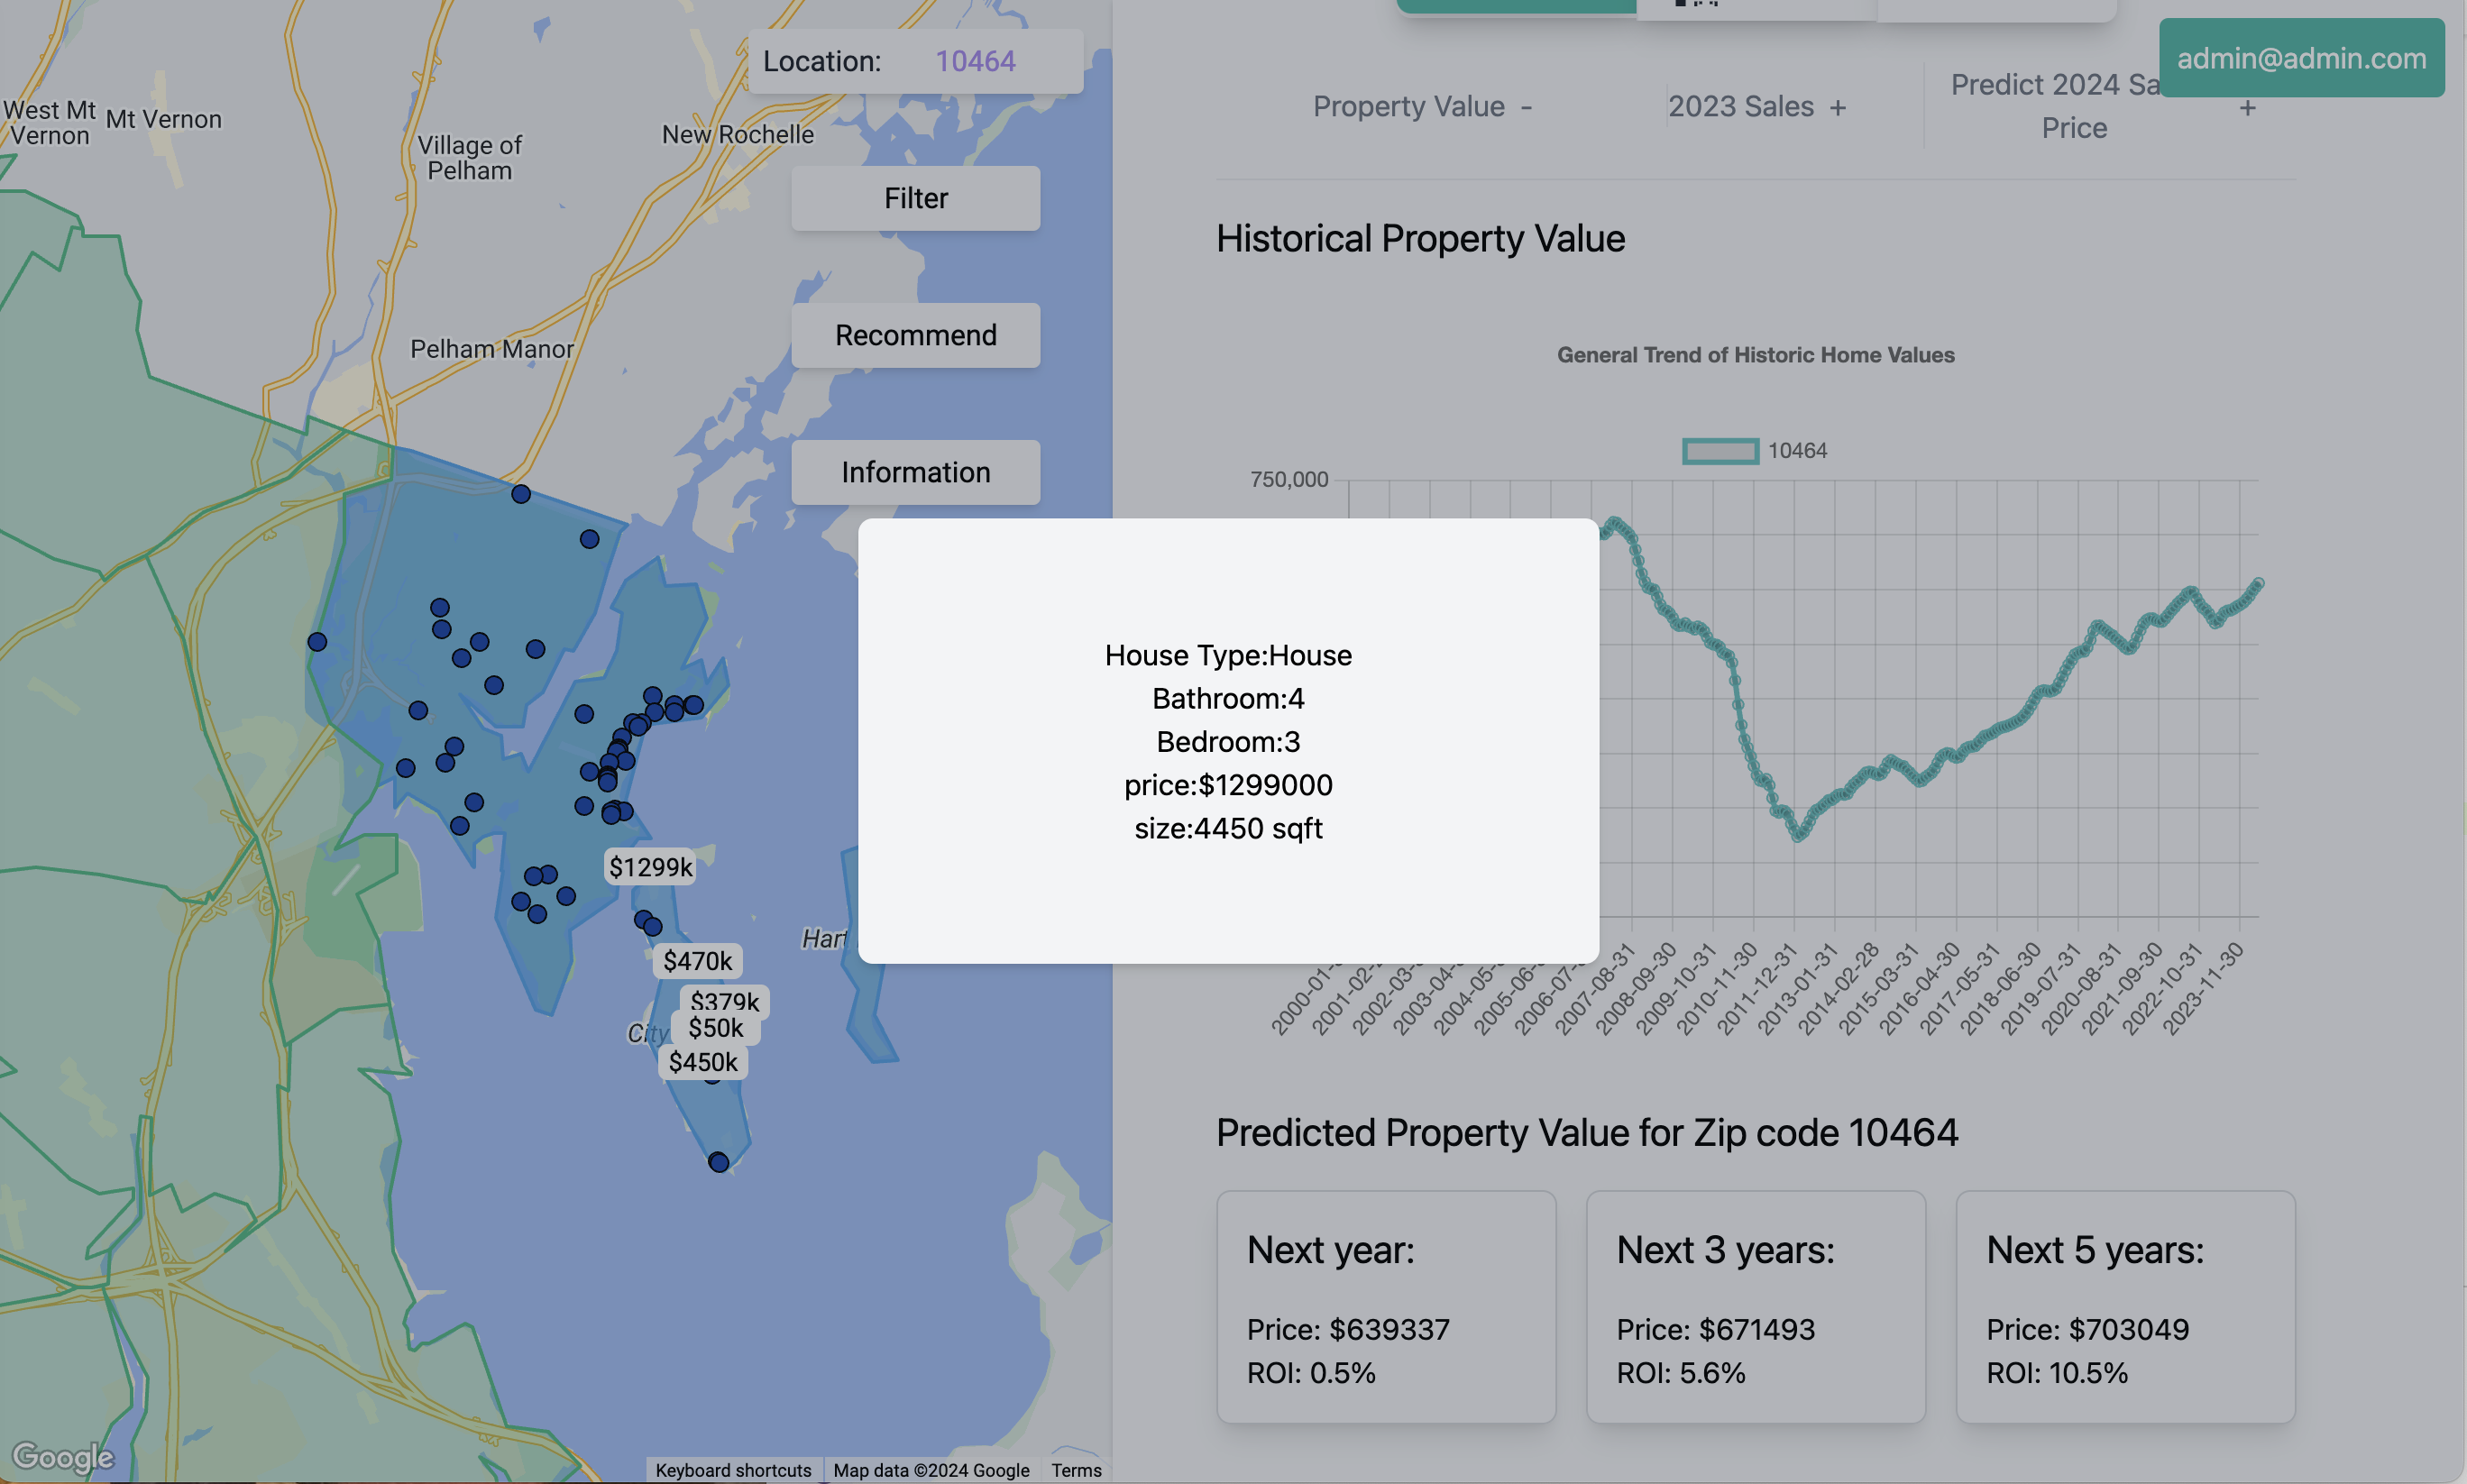 Location: 10464
West Mt
Vernon
Mt Vernon
Village of
Pelham
New Rochelle
Filter
Recommend
Pelham Manor
Information
$1299k
$470k
$379k
$50k
City
$450k
Hart
Google
Keyboard shortcuts
Map data ©2024 Google
Terms
House Type:House
Bathroom:4
Bedroom:3
price:$1299000
size:4450 sqft
admin@admin.com
Property Value -
2023 Sales +
Predict 2024 Sa
Price
+
Historical Property Value
General Trend of Historic Home Values
10464
750,000
2000-01-
2001-02-
2002-03-
2003-04-
2004-05-
2005-06-
2006-07-
2007-08-31
2008-09-30
2009-10-31
2010-11-30
2011-12-31
2013-01-31
2014-02-28
2015-03-31
2016-04-30
2017-05-31
2018-06-30
2019-07-31
2020-08-31
2021-09-30
2022-10-31
2023-11-30
Predicted Property Value for Zip code 10464
Next year:
Price: $639337
ROI: 0.5%
Next 3 years:
Price: $671493
ROI: 5.6%
Next 5 years:
Price: $703049
ROI: 10.5%